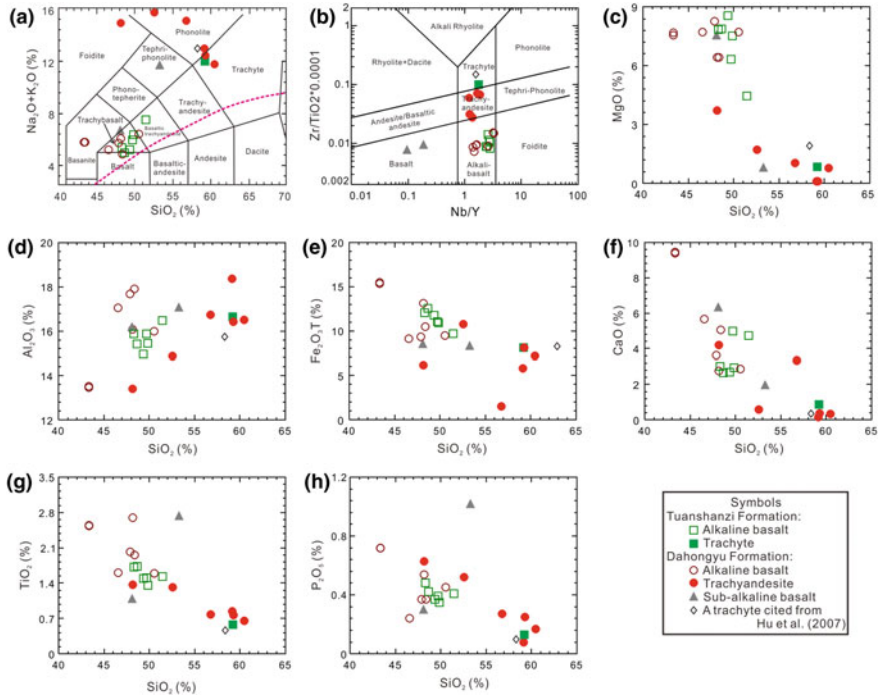 (a)
Na2O+K2O (%)
16
12
8
4
Foidite
Phonolite
Tephri-
phonolite
Trachyte
Phono-
tepherite
Trachy-
andesite
Trachybasalt
Basaltic
trachyandesite
Basanite
Basalt
Basaltic-
andesite
Andesite
Dacite
40 50 60 70
SiO2 (%)
(b)
Zr/TiO2*0.0001
2
1
0.1
0.01
0.002
Alkali Rhyolite
Rhyolite+Dacite
Trachyte
Phonolite
Trachy-
andesite
Tephri-Phonolite
Andesite/Basaltic
andesite
Basalt
Alkali-
basalt
Foidite
0.01 0.1 1 10 100
Nb/Y
(c)
MgO (%)
9
6
3
0
40 45 50 55 60 65
SiO2 (%)
(d)
Al2O3 (%)
20
18
16
14
12
40 45 50 55 60 65
SiO2 (%)
(e)
Fe2O3T (%)
20
15
10
5
0
40 45 50 55 60 65
SiO2 (%)
(f)
CaO (%)
10
8
6
4
2
0
40 45 50 55 60 65
SiO2 (%)
(g)
TiO2 (%)
3.5
2.8
2.1
1.4
0.7
0
40 45 50 55 60 65
SiO2 (%)
(h)
P2O5 (%)
1.2
0.8
0.4
0
40 45 50 55 60 65
SiO2 (%)
Symbols
Tuanshanzi Formation:
Alkaline basalt
Trachyte
Dahongyu Formation:
Alkaline basalt
Trachyandesite
Sub-alkaline basalt
A trachyte cited from
Hu et al. (2007)